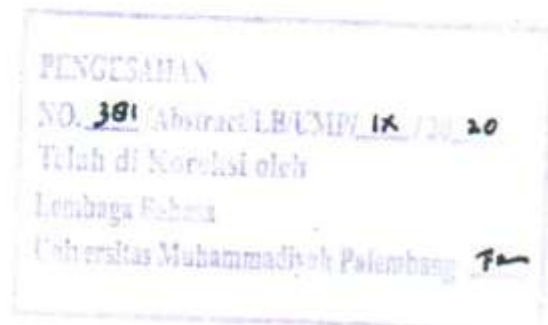 PENGESAHAN
NO. 381 /Abstract/LB/UMP/ IX / 20 20
Telah di Koreksi oleh
Lembaga Bahasa
Universitas Muhammadiyah Palembang